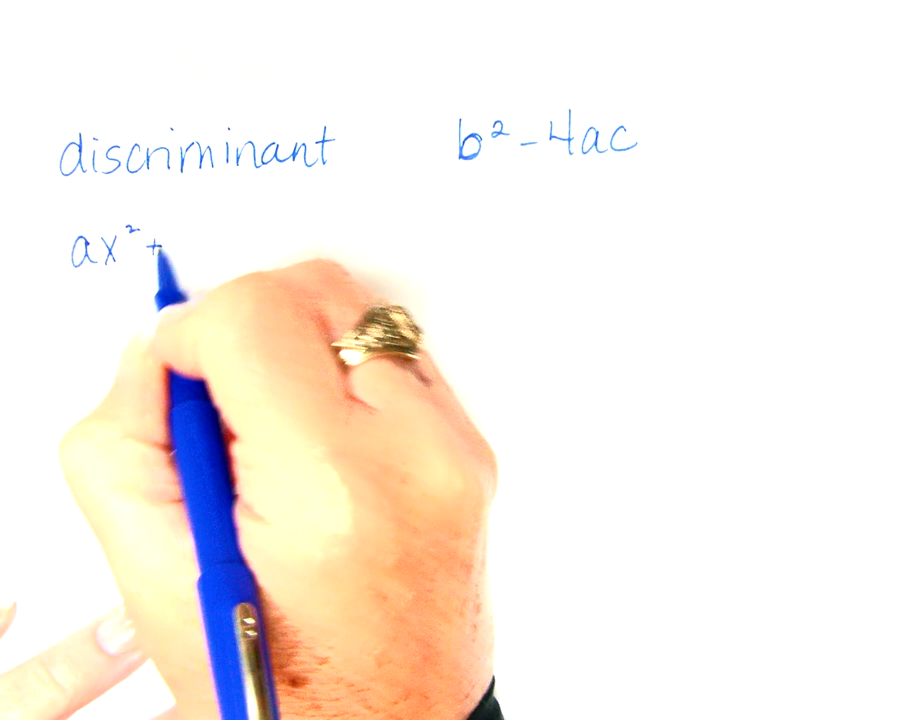 discriminant b² - 4ac
ax² +